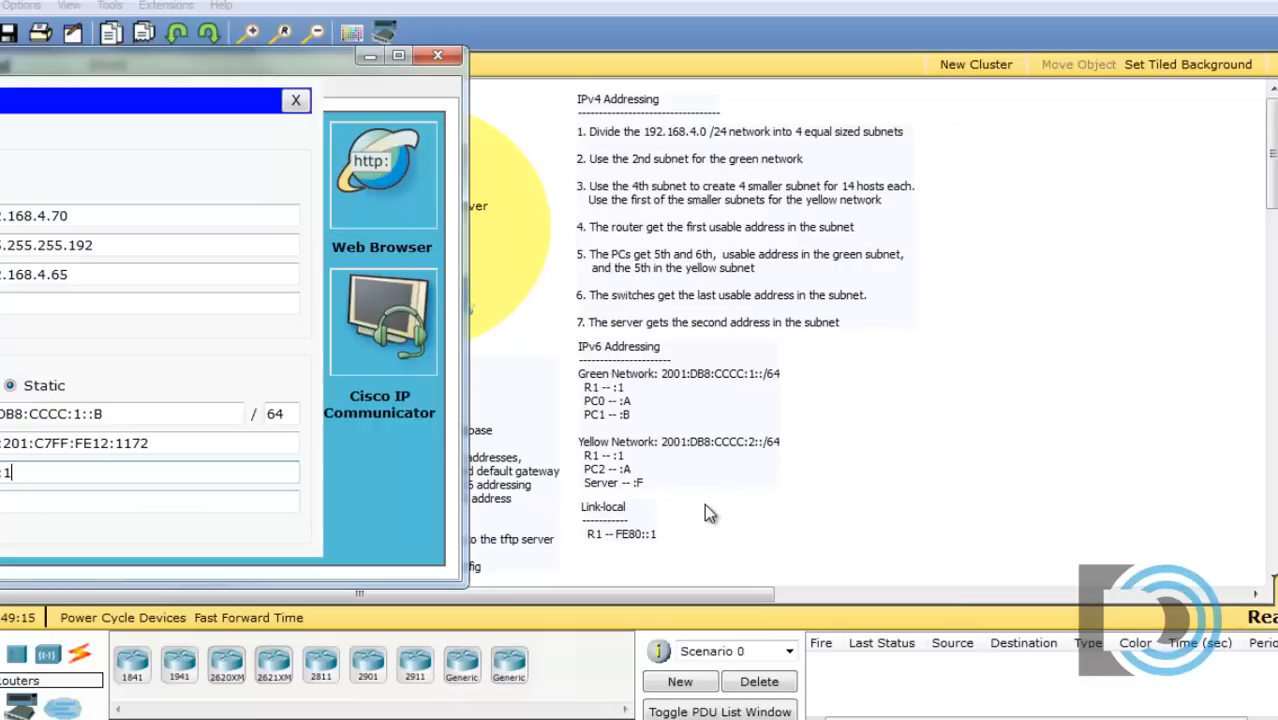 Options View Tools Extensions Help
New Cluster Move Object Set Tiled Background
X
.168.4.70
.255.255.192
.168.4.65
Static
DB8:CCCC:1::B / 64
:201:C7FF:FE12:1172
:1
http:
Web Browser
Cisco IP
Communicator
ver
base
addresses,
d default gateway
6 addressing
address
o the tftp server
fig
IPv4 Addressing
-----------------------------------
1. Divide the 192.168.4.0 /24 network into 4 equal sized subnets
2. Use the 2nd subnet for the green network
3. Use the 4th subnet to create 4 smaller subnet for 14 hosts each.
Use the first of the smaller subnets for the yellow network
4. The router get the first usable address in the subnet
5. The PCs get 5th and 6th, usable address in the green subnet,
and the 5th in the yellow subnet
6. The switches get the last usable address in the subnet.
7. The server gets the second address in the subnet
IPv6 Addressing
-----------------------
Green Network: 2001:DB8:CCCC:1::/64
R1 -- :1
PC0 -- :A
PC1 -- :B
Yellow Network: 2001:DB8:CCCC:2::/64
R1 -- :1
PC2 -- :A
Server -- :F
Link-local
-----------
R1 -- FE80::1
49:15 Power Cycle Devices Fast Forward Time Rea
outers
1841 1941 2620XM 2621XM 2811 2901 2911 Generic Generic
Scenario 0
New Delete
Toggle PDU List Window
Fire Last Status Source Destination Type Color Time (sec) Perio